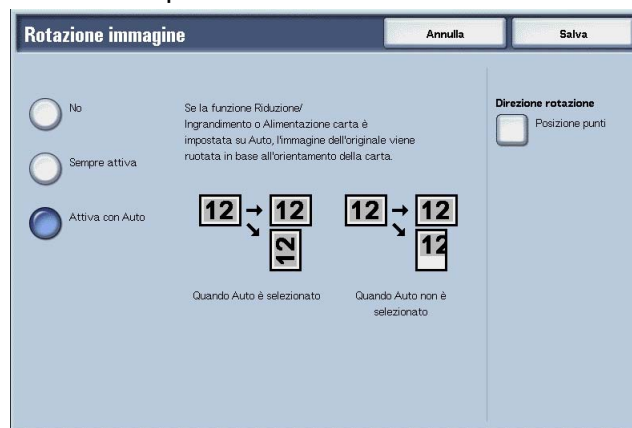 Rotazione immagine
Annulla
Salva
No
Sempre attiva
Attiva con Auto
Se la funzione Riduzione/
Ingrandimento o Alimentazione carta è
impostata su Auto, l'immagine dell'originale viene
ruotata in base all'orientamento della carta.
12 → 12
12
12 → 12
12
Quando Auto è selezionato
Quando Auto non è
selezionato
Direzione rotazione
Posizione punti